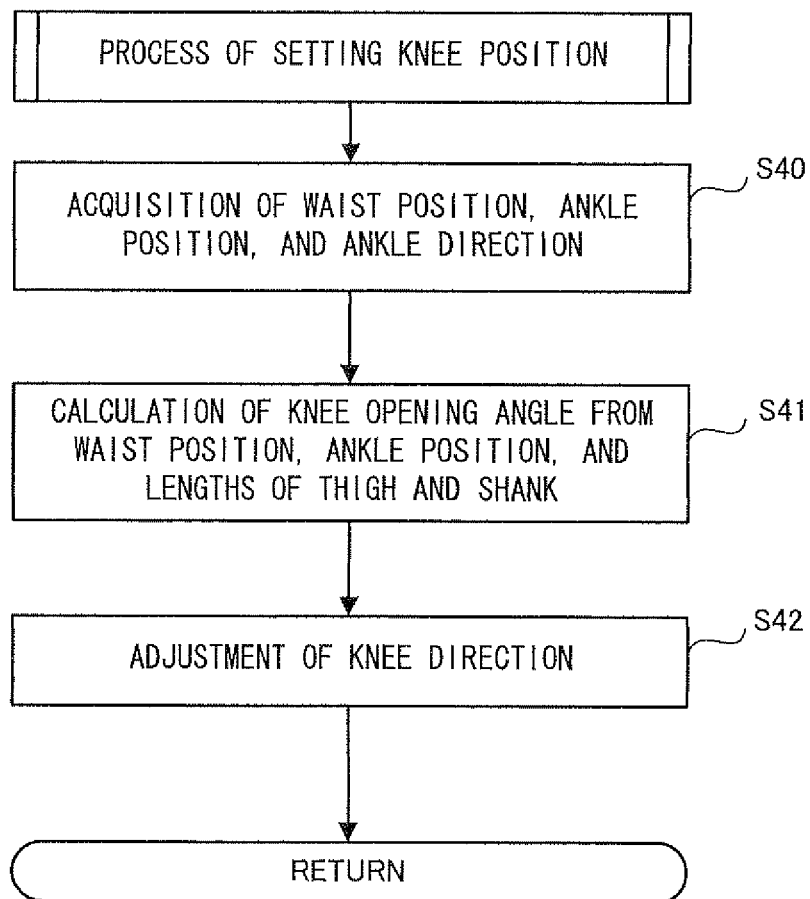 PROCESS OF SETTING KNEE POSITION
S40
ACQUISITION OF WAIST POSITION, ANKLE
POSITION, AND ANKLE DIRECTION
S41
CALCULATION OF KNEE OPENING ANGLE FROM
WAIST POSITION, ANKLE POSITION, AND
LENGTHS OF THIGH AND SHANK
S42
ADJUSTMENT OF KNEE DIRECTION
RETURN